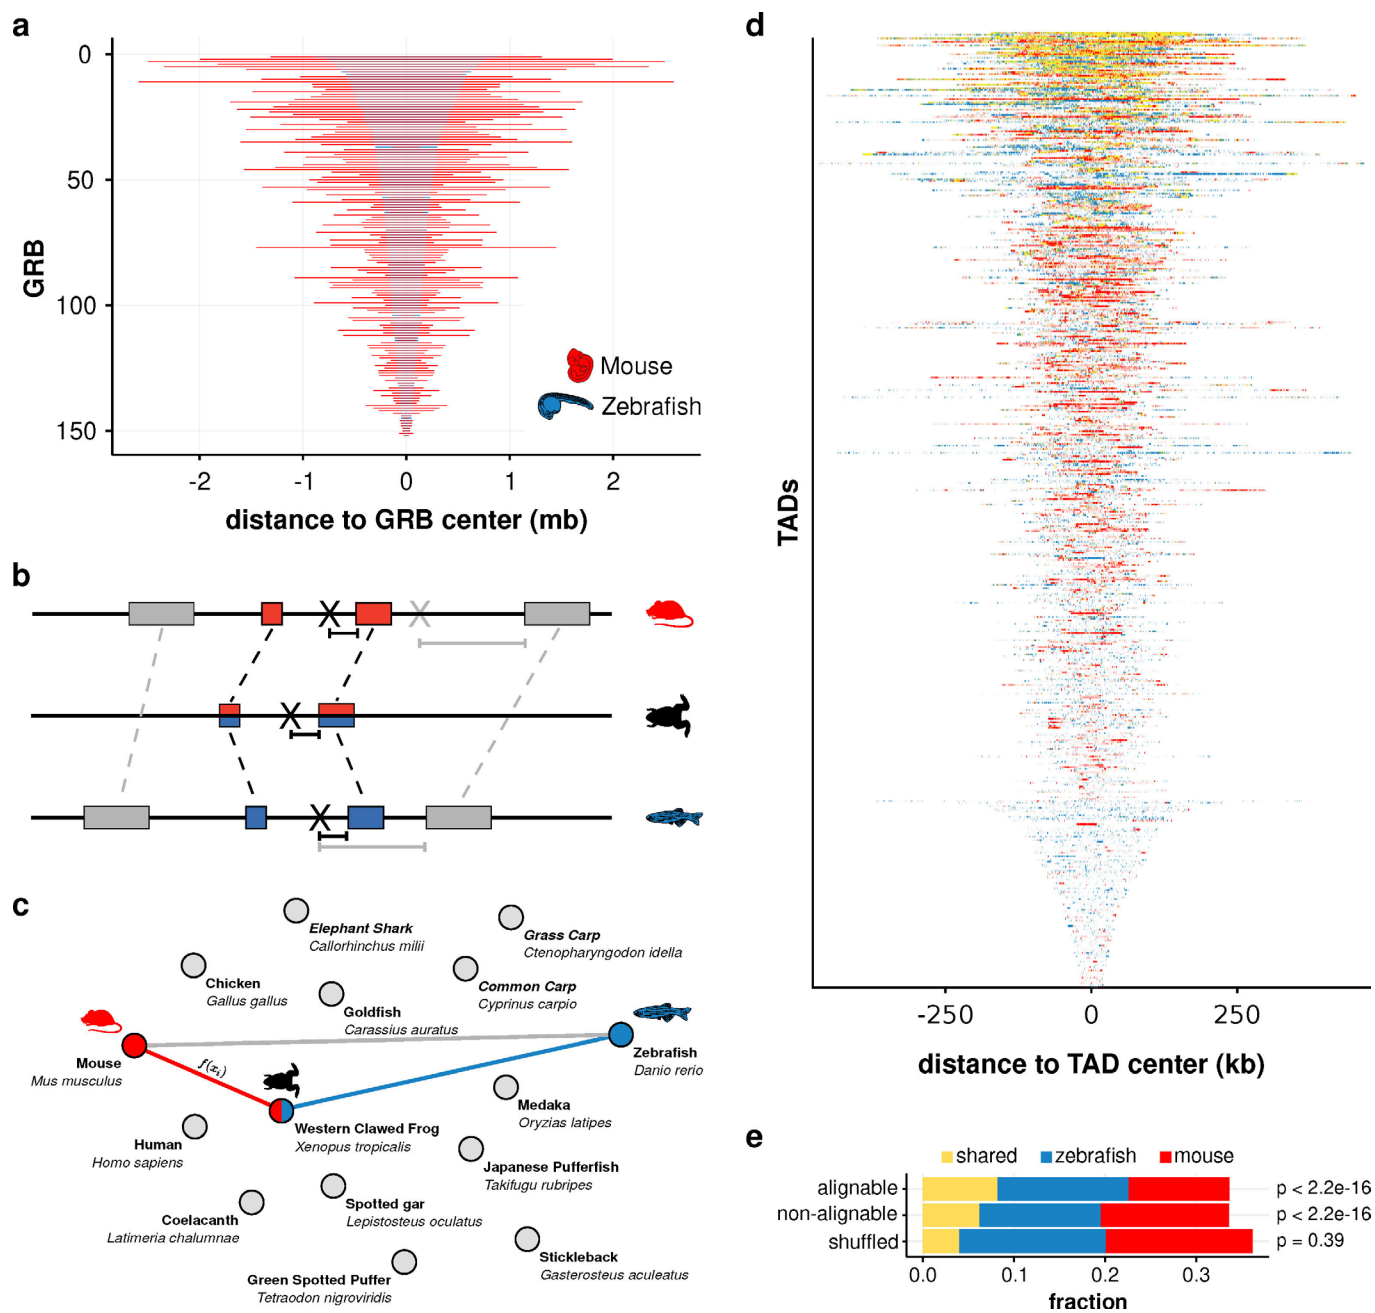 a
0
50
100
150
GRB
-2
-1
0
1
2
distance to GRB center (mb)
Mouse
Zebrafish
b
X
X
X
X
c
Elephant Shark
Callorhinchus milii
Grass Carp
Ctenopharyngodon idella
Chicken
Gallus gallus
Goldfish
Carassius auratus
Common Carp
Cyprinus carpio
Mouse
Mus musculus
f(xᵢ)
Zebrafish
Danio rerio
Western Clawed Frog
Xenopus tropicalis
Medaka
Oryzias latipes
Human
Homo sapiens
Japanese Pufferfish
Takifugu rubripes
Spotted gar
Lepistosteus oculatus
Coelacanth
Latimeria chalumnae
Stickleback
Gasterosteus aculeatus
Green Spotted Puffer
Tetraodon nigroviridis
d
TADs
-250
0
250
distance to TAD center (kb)
e
shared zebrafish mouse
alignable p < 2.2e-16
non-alignable p < 2.2e-16
shuffled p = 0.39
0.0 0.1 0.2 0.3
fraction